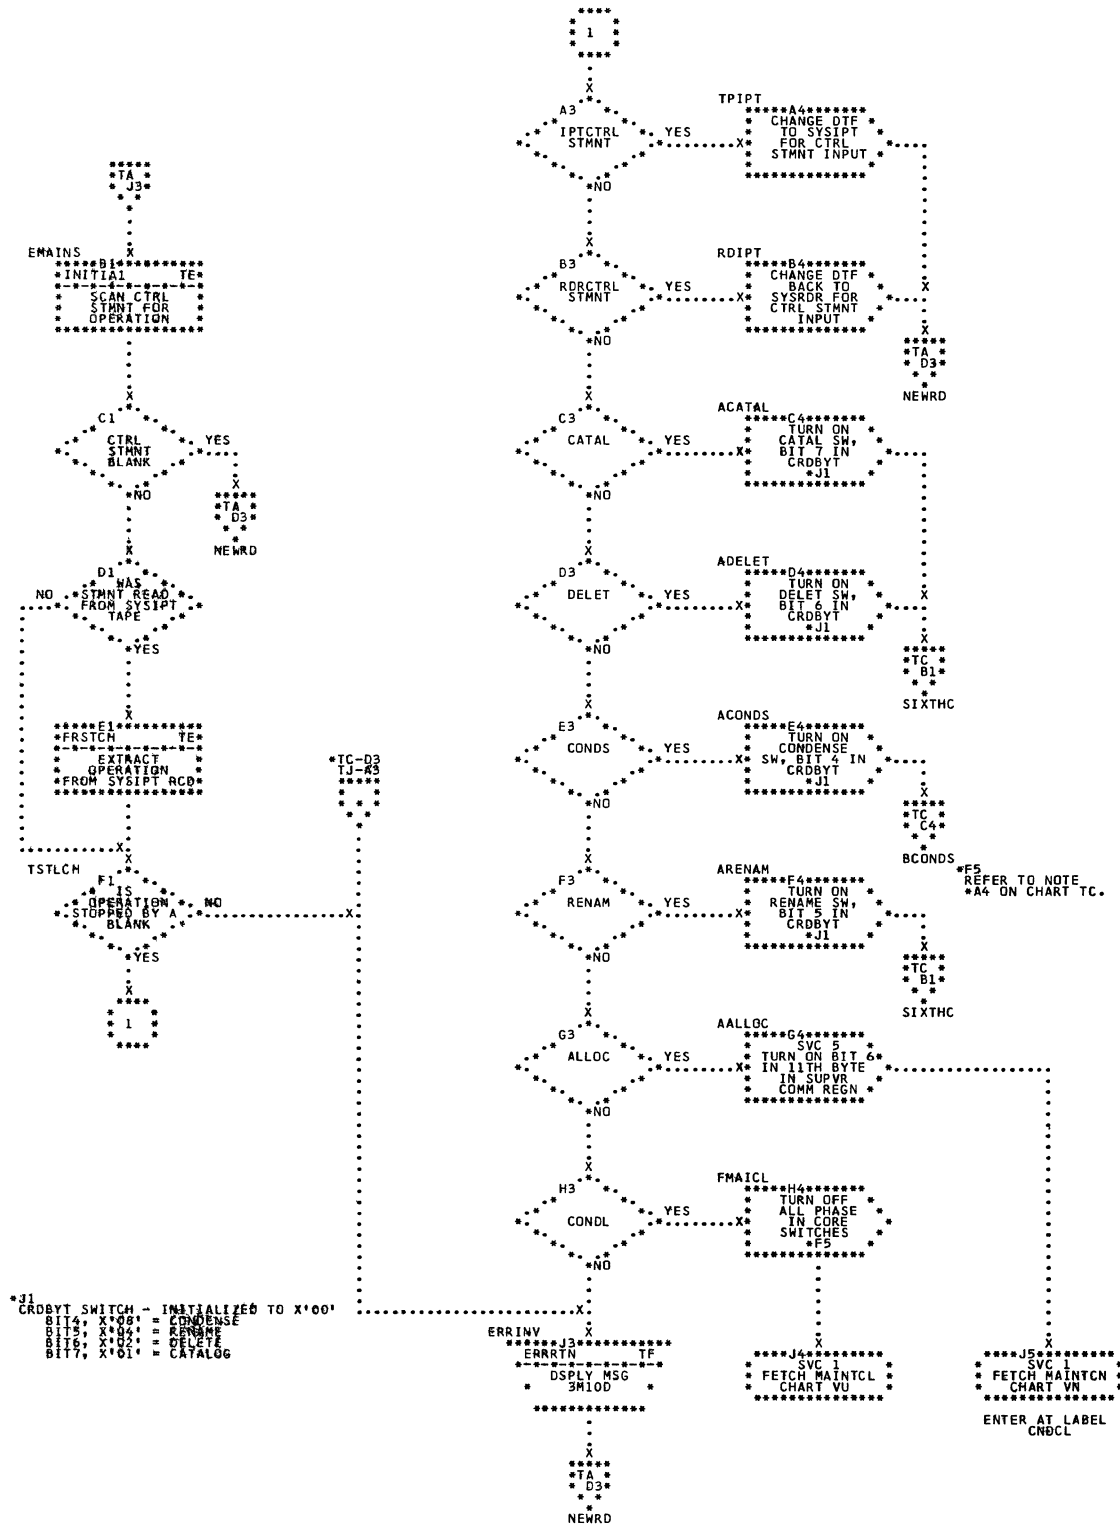 1
A3
IPTCTRL
STMNT
YES
NO
TPIPT
A4
CHANGE DTF
TO SYSIPT
FOR CTRL
STMNT INPUT
TA
J3
EMAINS
B1
INITIA1 TE
SCAN CTRL
STMNT FOR
OPERATION
B3
RDRCTRL
STMNT
YES
NO
RDIPT
B4
CHANGE DTF
BACK TO
SYSRDR FOR
CTRL STMNT
INPUT
TA
D3
NEWRD
C1
CTRL
STMNT
BLANK
YES
NO
TA
D3
NEWRD
C3
CATAL
YES
NO
ACATAL
C4
TURN ON
CATAL SW,
BIT 7 IN
CRDBYT
*J1
D1
WAS
STMNT READ
FROM SYSIPT
TAPE
NO
YES
D3
DELET
YES
NO
ADELET
D4
TURN ON
DELET SW,
BIT 6 IN
CRDBYT
*J1
TC
B1
SIXTHC
E1
FRSTCH TE
EXTRACT
OPERATION
FROM SYSIPT RCD
*TC-D3
TJ-A3
E3
CONDS
YES
NO
ACONDS
E4
TURN ON
CONDENSE
SW, BIT 4 IN
CRDBYT
*J1
TC
C4
BCONDS
*F5
REFER TO NOTE
*A4 ON CHART TC.
TSTLCH
F1
IS
OPERATION
STOPPED BY A
BLANK
NO
YES
1
F3
RENAM
YES
NO
ARENAM
F4
TURN ON
RENAME SW,
BIT 5 IN
CRDBYT
*J1
TC
B1
SIXTHC
G3
ALLOC
YES
NO
AALLOC
G4
SVC 5
TURN ON BIT 6
IN 11TH BYTE
IN SUPVR
COMM REGN
H3
CONDL
YES
NO
FMAICL
H4
TURN OFF
ALL PHASE
IN CORE
SWITCHES
*F5
*J1
CRDBYT SWITCH - INITIALIZED TO X'00'
BIT4, X'08' = CONDENSE
BIT5, X'04' = RENAME
BIT6, X'02' = DELETE
BIT7, X'01' = CATALOG
ERRINV
J3
ERRRTN TF
DSPLY MSG
3M10D
J4
SVC 1
FETCH MAINTCL
CHART VU
J5
SVC 1
FETCH MAINTCN
CHART VN
ENTER AT LABEL
CNDCL
TA
D3
NEWRD